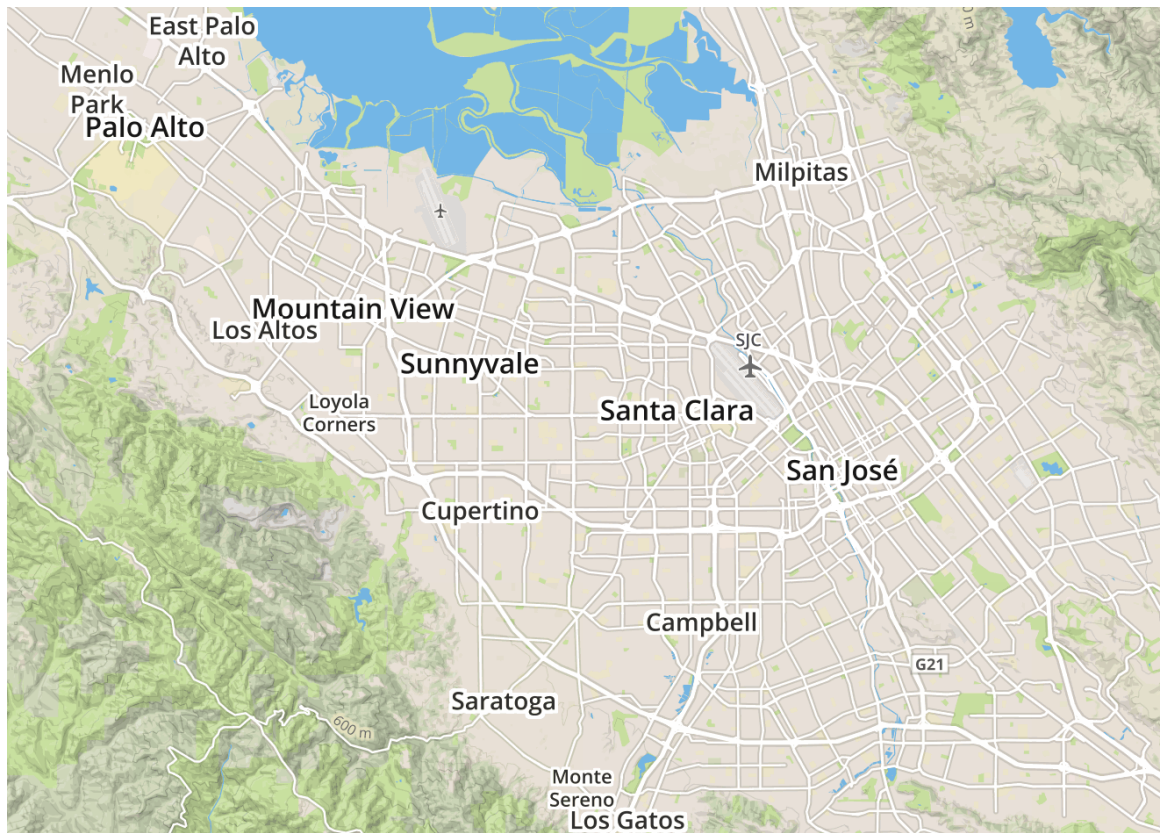 East Palo
Alto
Menlo
Park
Palo Alto
Milpitas
Mountain View
Los Altos
SJC
Sunnyvale
Loyola
Corners
Santa Clara
San José
Cupertino
Campbell
G21
Saratoga
600 m
Monte
Sereno
Los Gatos